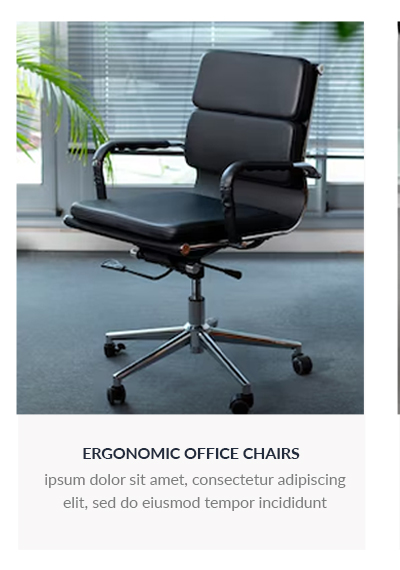 ERGONOMIC OFFICE CHAIRS
ipsum dolor sit amet, consectetur adipiscing
elit, sed do eiusmod tempor incididunt